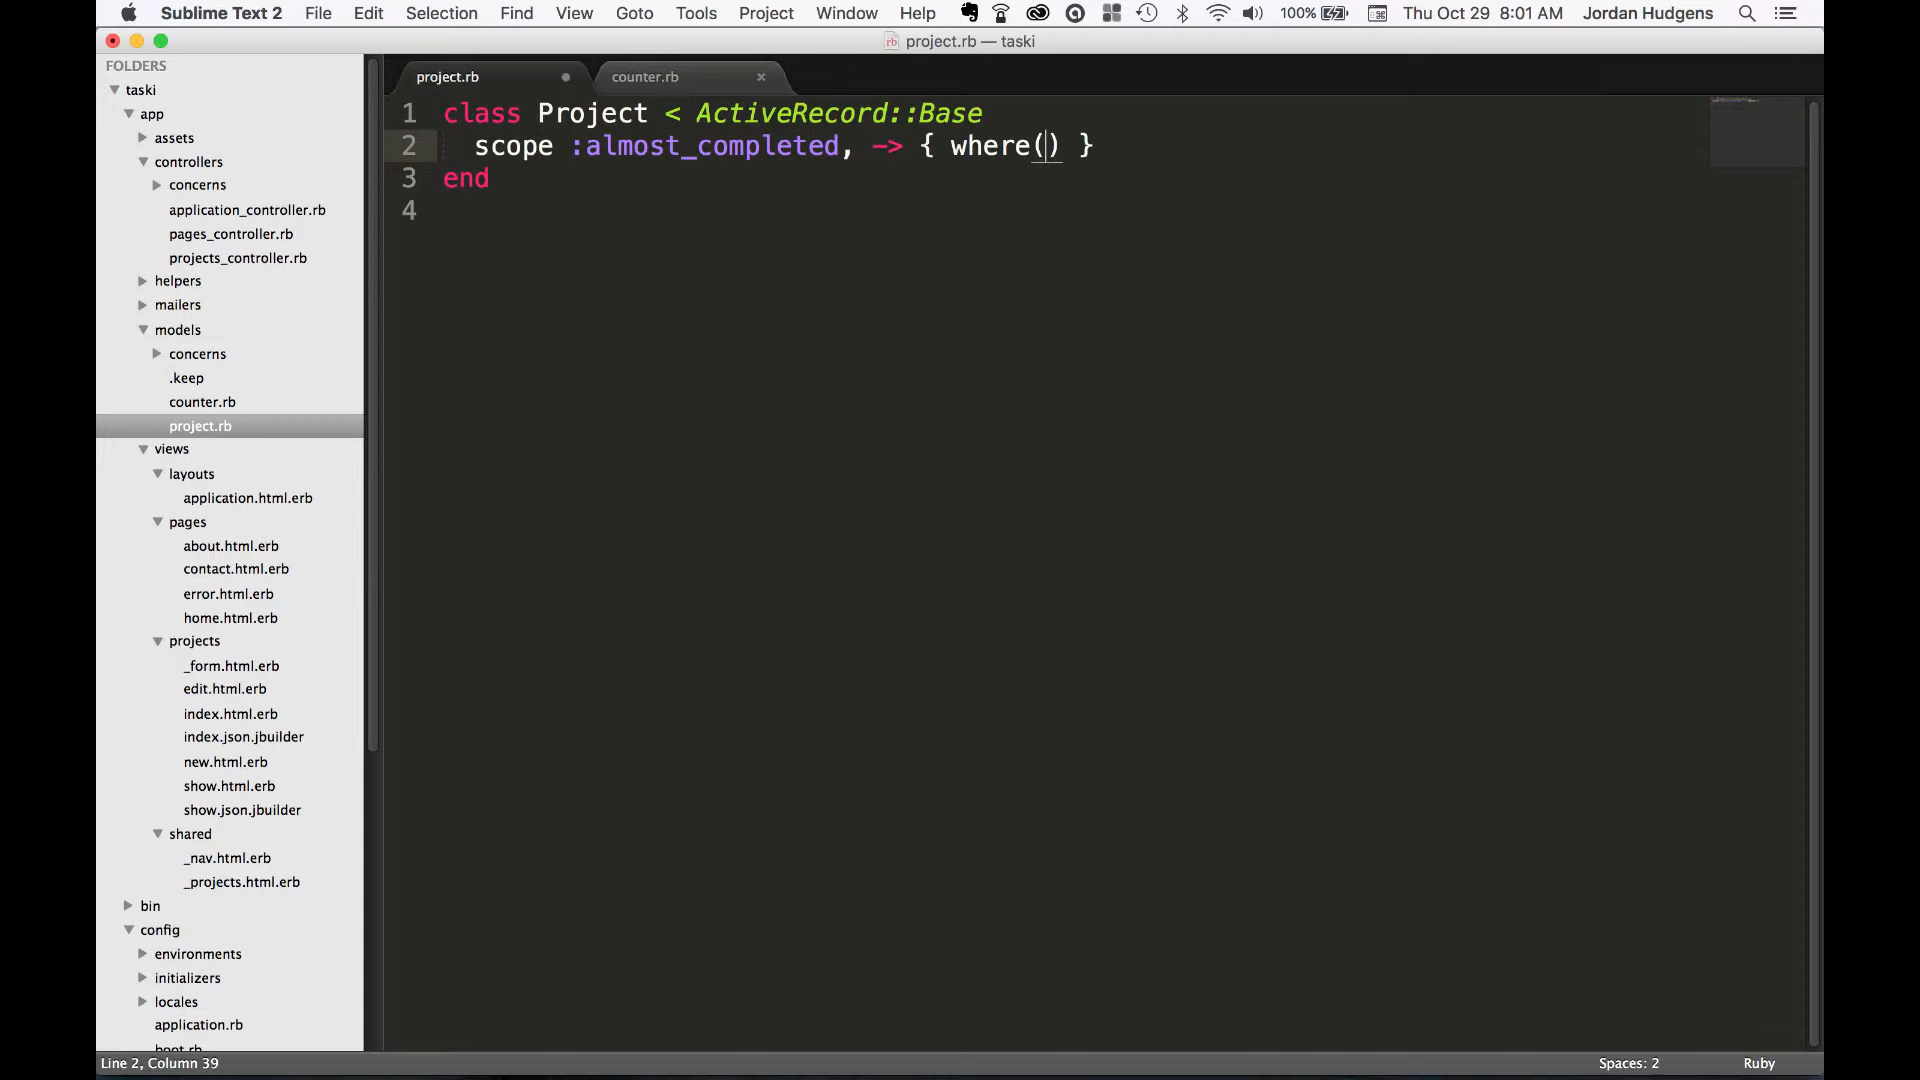 Sublime Text 2 File Edit Selection Find View Goto Tools Project Window Help 100% Thu Oct 29 8:01 AM Jordan Hudgens
project.rb — taski
FOLDERS
taski
app
assets
controllers
concerns
application_controller.rb
pages_controller.rb
projects_controller.rb
helpers
mailers
models
concerns
.keep
counter.rb
project.rb
views
layouts
application.html.erb
pages
about.html.erb
contact.html.erb
error.html.erb
home.html.erb
projects
_form.html.erb
edit.html.erb
index.html.erb
index.json.jbuilder
new.html.erb
show.html.erb
show.json.jbuilder
shared
_nav.html.erb
_projects.html.erb
bin
config
environments
initializers
locales
application.rb
boot.rb
project.rb counter.rb
1 class Project < ActiveRecord::Base
2 scope :almost_completed, -> { where() }
3 end
4
Line 2, Column 39 Spaces: 2 Ruby